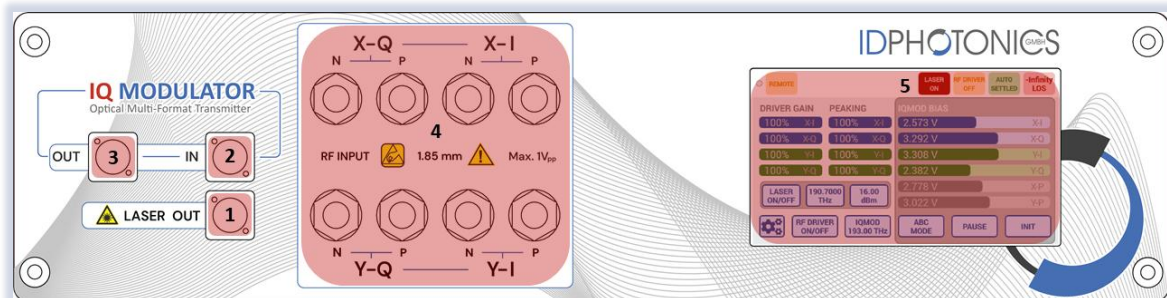 IDPHOTONICS GMBH
IQ MODULATOR
Optical Multi-Format Transmitter
OUT 3 IN 2
LASER OUT 1
X-Q X-I
N P N P
4
RF INPUT 1.85 mm Max. 1Vpp
N P N P
Y-Q Y-I
REMOTE 5 LASER ON RF DRIVER OFF AUTO SETTLED -Infinity LOS
DRIVER GAIN PEAKING IQMOD BIAS
100% X-I 100% X-I 2.573 V X-I
100% X-Q 100% X-Q 3.292 V X-Q
100% Y-I 100% Y-I 3.308 V Y-I
100% Y-Q 100% Y-Q 2.382 V Y-Q
2.778 V X-P
3.022 V Y-P
LASER ON/OFF 190.7000 THz 16.00 dBm
RF DRIVER ON/OFF IQMOD 193.00 THz ABC MODE PAUSE INIT